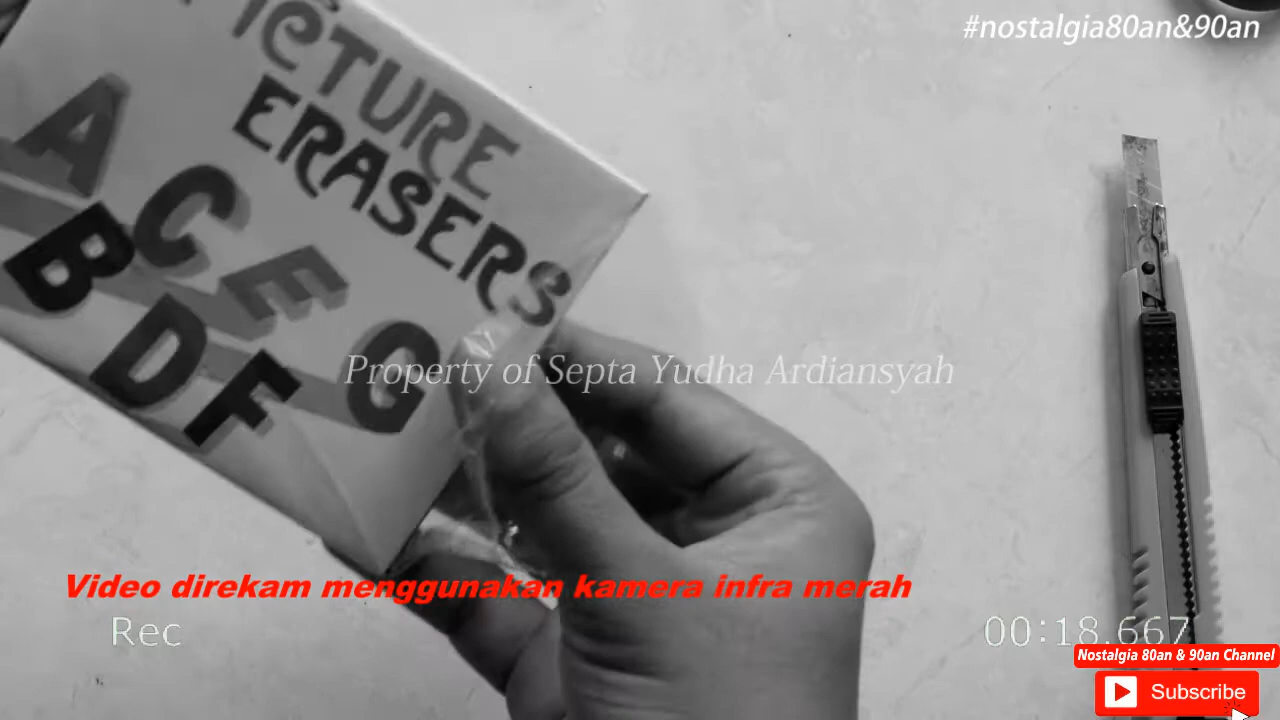 #nostalgia80an&90an
PICTURE
ERASERS
A C E G
B D F
Property of Septa Yudha Ardiansyah
Video direkam menggunakan kamera infra merah
Rec
00:18.667
Nostalgia 80an & 90an Channel
Subscribe